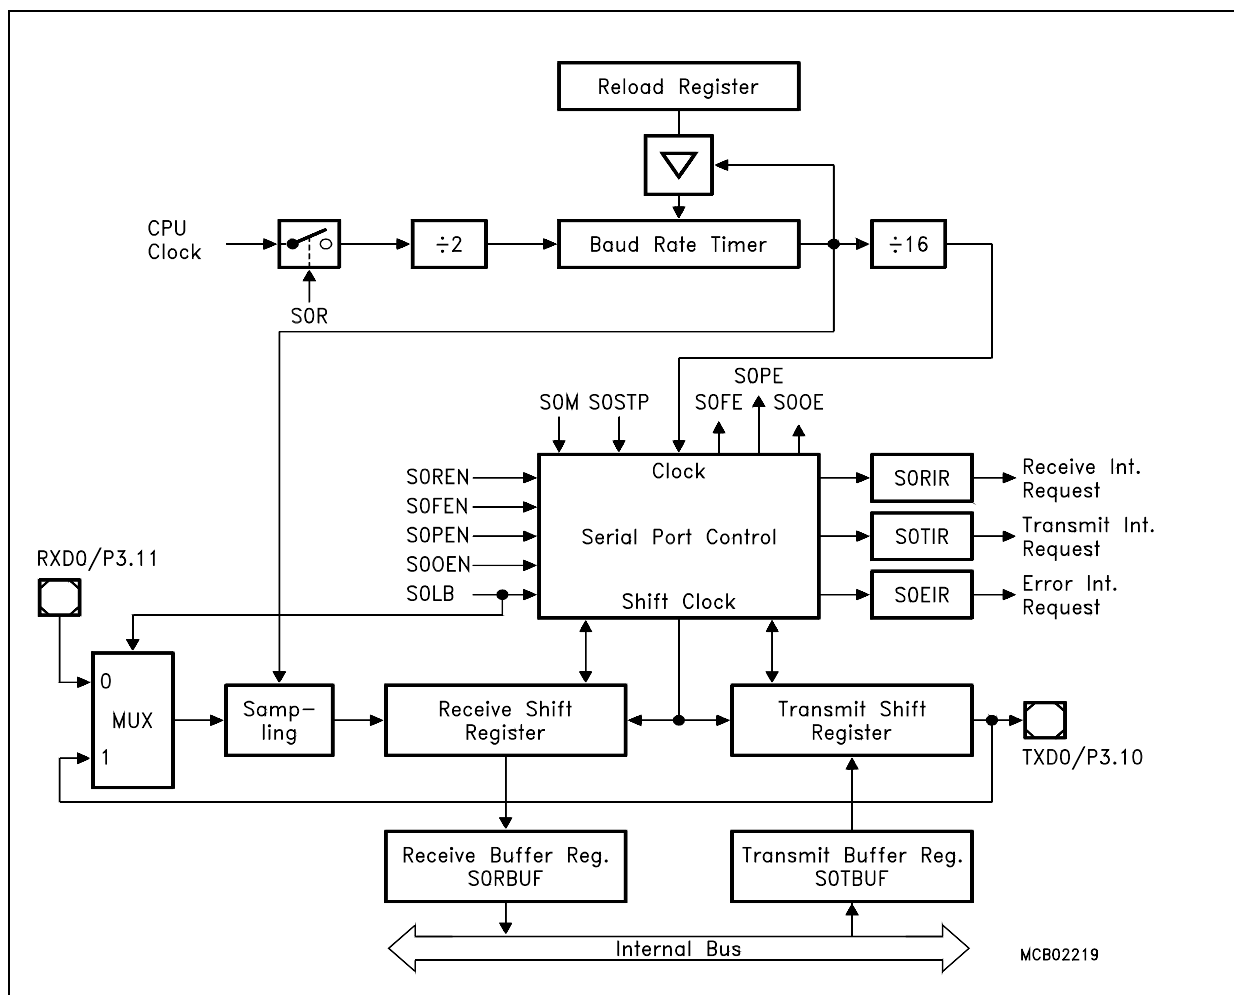 Reload Register
CPU
Clock
÷2
Baud Rate Timer
÷16
S0R
S0PE
S0M
S0STP
S0FE
S0OE
S0REN
S0FEN
S0PEN
S0OEN
S0LB
Clock
Serial Port Control
Shift Clock
S0RIR
Receive Int.
Request
S0TIR
Transmit Int.
Request
S0EIR
Error Int.
Request
RXD0/P3.11
0
MUX
1
Samp-
ling
Receive Shift
Register
Transmit Shift
Register
TXD0/P3.10
Receive Buffer Reg.
S0RBUF
Transmit Buffer Reg.
S0TBUF
Internal Bus
MCB02219